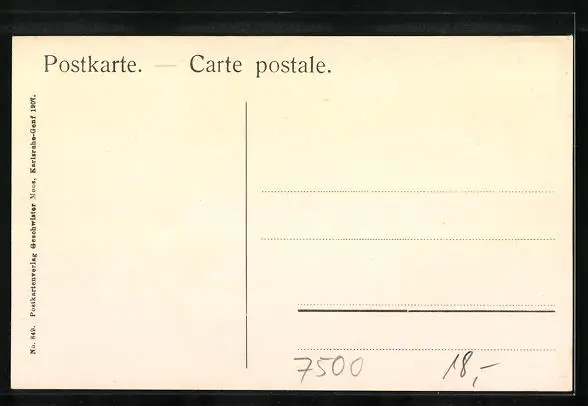 Postkarte. — Carte postale.
No. 849. Postkartenverlag Geschwister Moos, Karlsruhe-Genf 1907.
7500 18,-